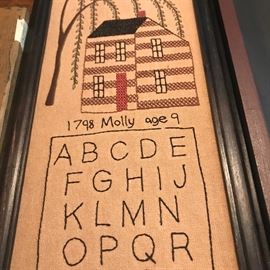 1798 Molly age 9
ABCDE
FGHIJ
KLMN
OPQR